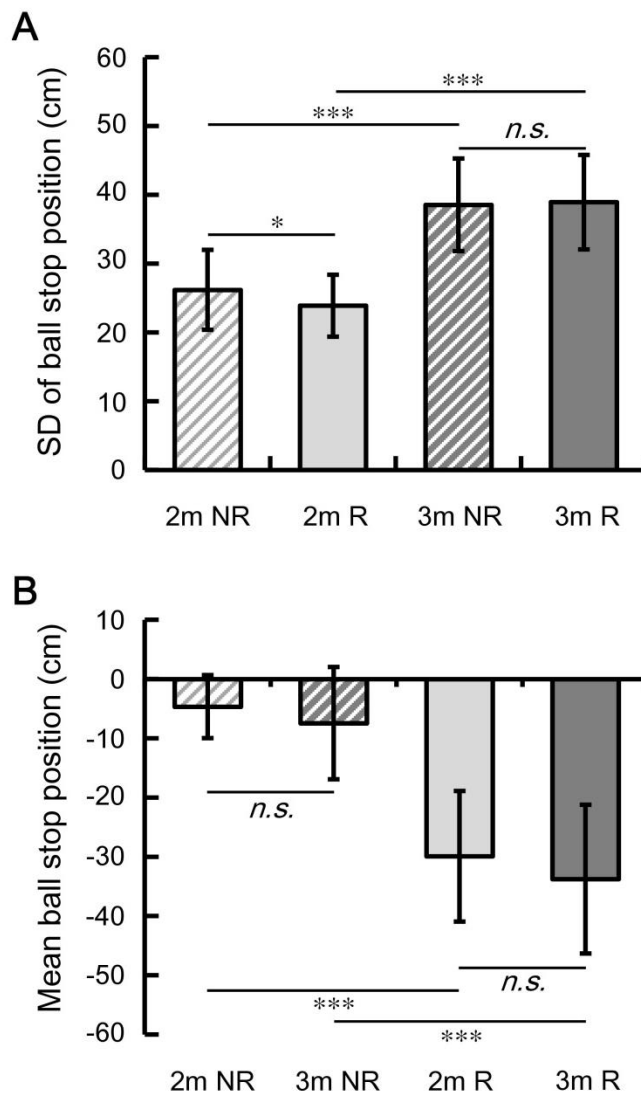 A
SD of ball stop position (cm)
60
50
40
30
20
10
0
***
***
n.s.
*
2m NR 2m R 3m NR 3m R
B
Mean ball stop position (cm)
10
0
-10
-20
-30
-40
-50
-60
n.s.
n.s.
***
***
2m NR 3m NR 2m R 3m R